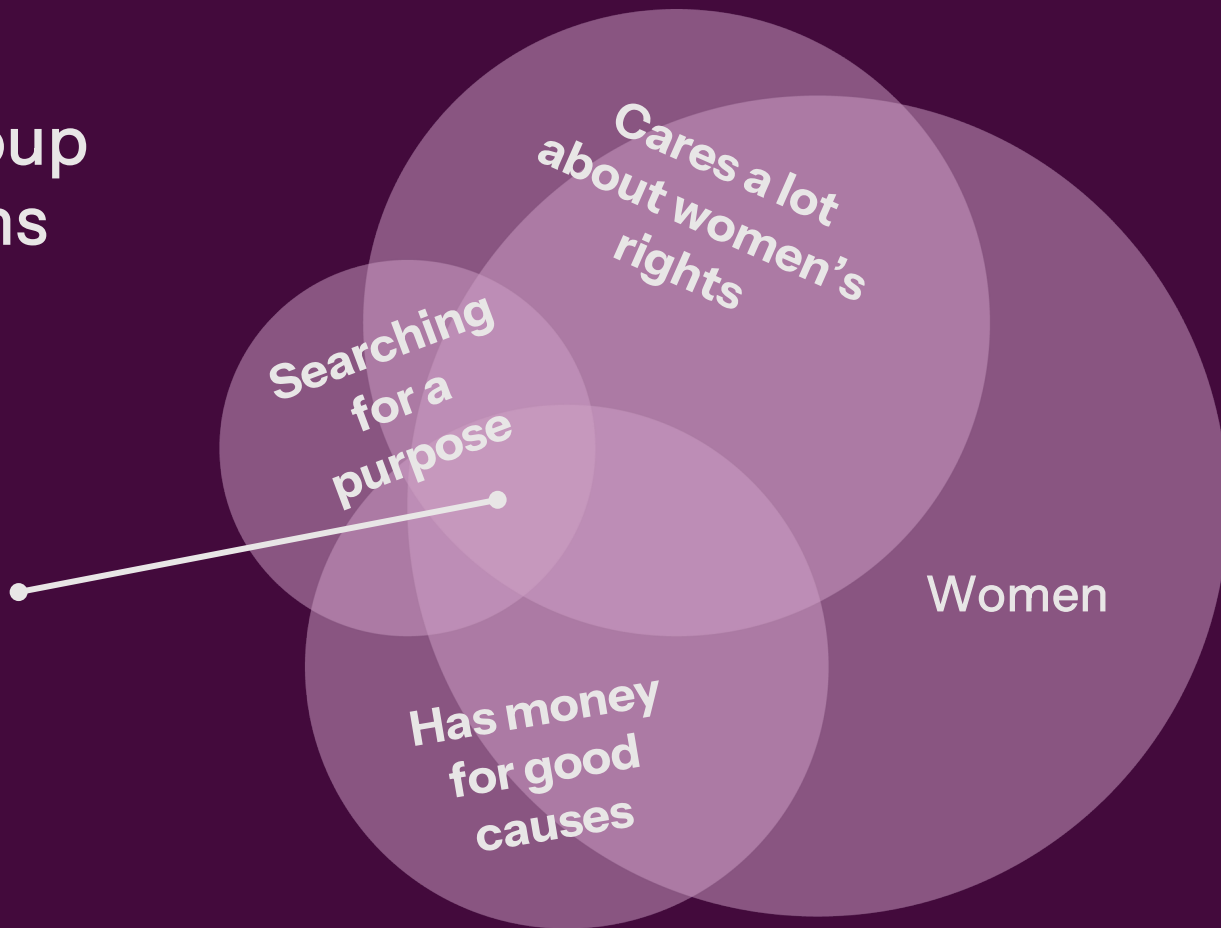 oup
ns
Cares a lot
about women’s
rights
Searching
for a
purpose
Women
Has money
for good
causes